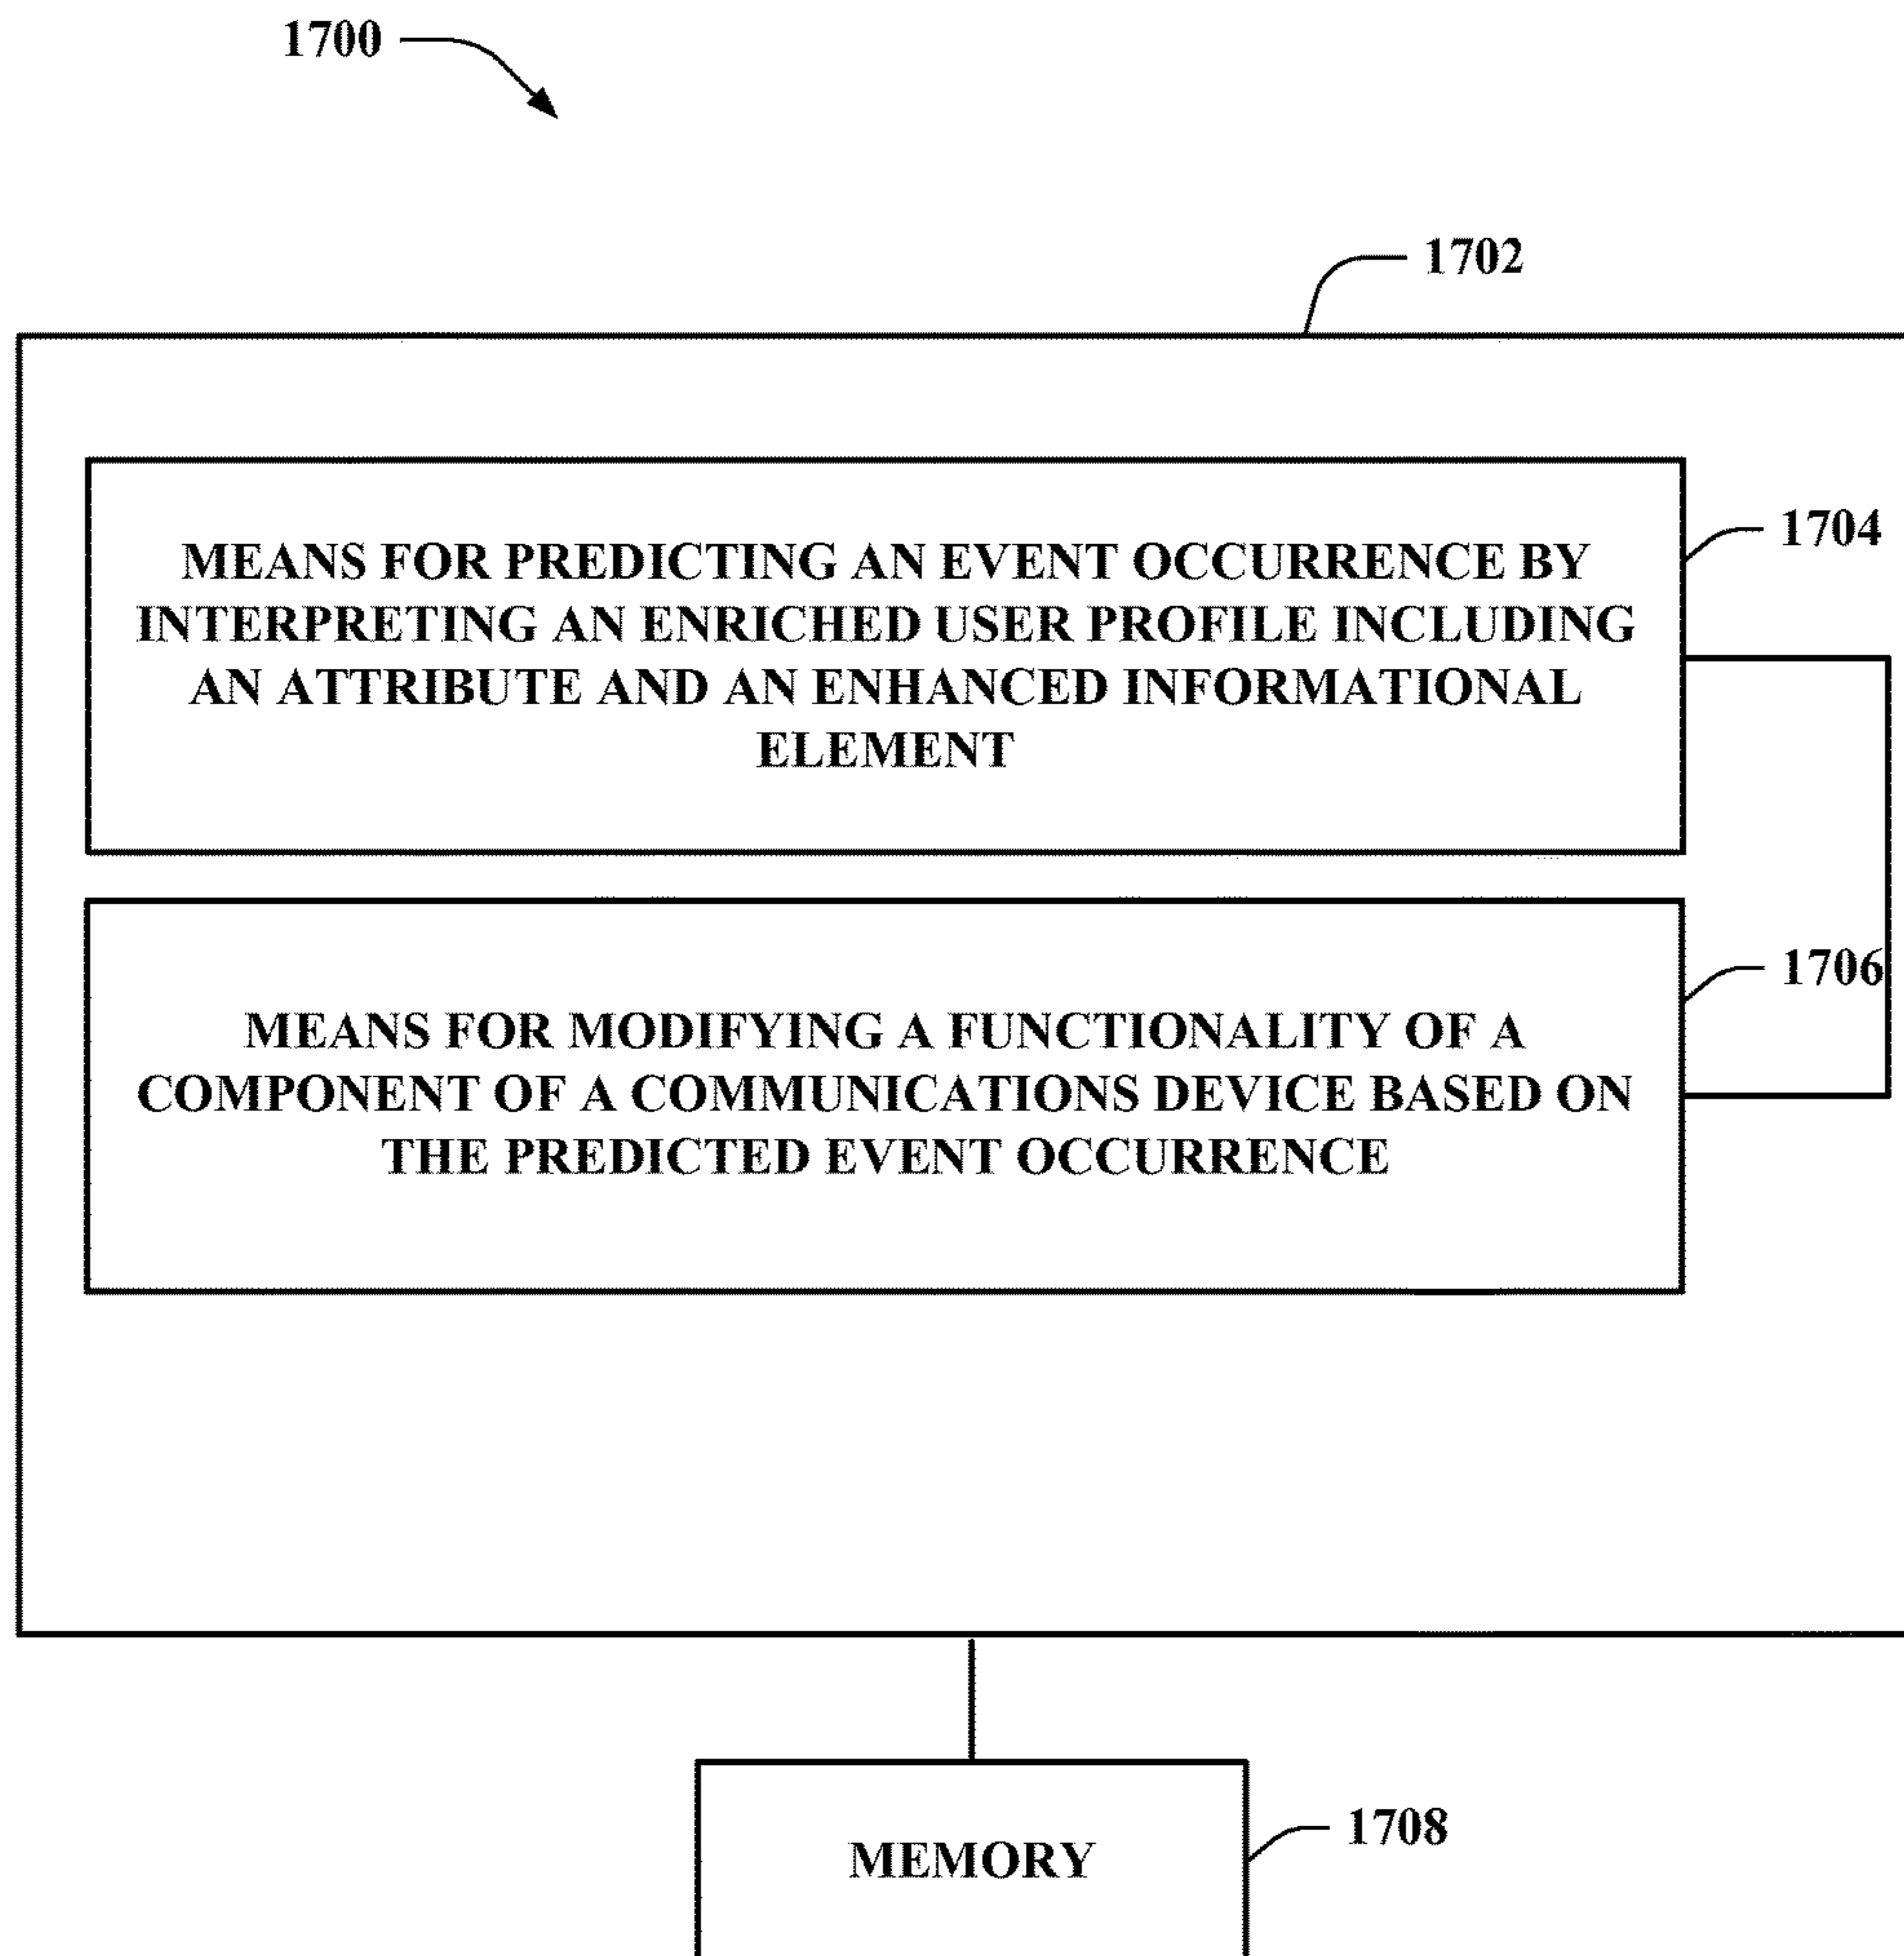 1700
1702
MEANS FOR PREDICTING AN EVENT OCCURRENCE BY
INTERPRETING AN ENRICHED USER PROFILE INCLUDING
AN ATTRIBUTE AND AN ENHANCED INFORMATIONAL
ELEMENT
1704
MEANS FOR MODIFYING A FUNCTIONALITY OF A
COMPONENT OF A COMMUNICATIONS DEVICE BASED ON
THE PREDICTED EVENT OCCURRENCE
1706
MEMORY
1708